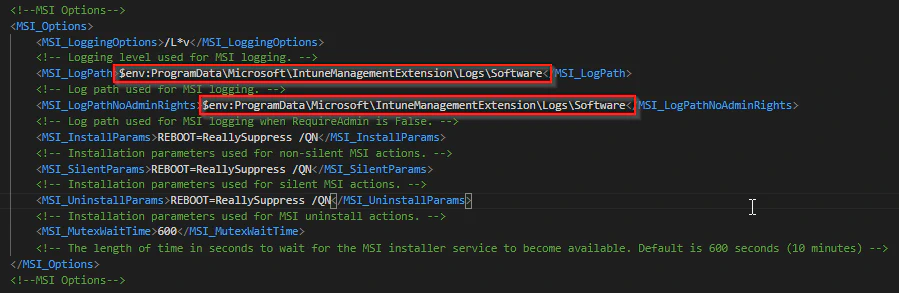 <!--MSI Options-->
<MSI_Options>
<MSI_LoggingOptions>/L*v</MSI_LoggingOptions>
<!-- Logging level used for MSI logging. -->
<MSI_LogPath>$env:ProgramData\Microsoft\IntuneManagementExtension\Logs\Software</MSI_LogPath>
<!-- Log path used for MSI logging. -->
<MSI_LogPathNoAdminRights>$env:ProgramData\Microsoft\IntuneManagementExtension\Logs\Software</MSI_LogPathNoAdminRights>
<!-- Log path used for MSI logging when RequireAdmin is False. -->
<MSI_InstallParams>REBOOT=ReallySuppress /QN</MSI_InstallParams>
<!-- Installation parameters used for non-silent MSI actions. -->
<MSI_SilentParams>REBOOT=ReallySuppress /QN</MSI_SilentParams>
<!-- Installation parameters used for silent MSI actions. -->
<MSI_UninstallParams>REBOOT=ReallySuppress /QN</MSI_UninstallParams>
<!-- Installation parameters used for MSI uninstall actions. -->
<MSI_MutexWaitTime>600</MSI_MutexWaitTime>
<!-- The length of time in seconds to wait for the MSI installer service to become available. Default is 600 seconds (10 minutes) -->
</MSI_Options>
<!--MSI Options-->